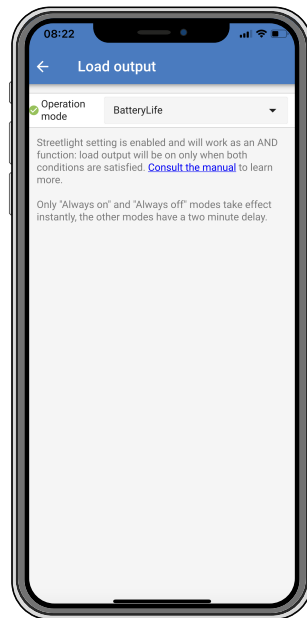 08:22
Load output
Operation
mode
BatteryLife
Streetlight setting is enabled and will work as an AND
function: load output will be on only when both
conditions are satisfied. Consult the manual to learn
more.
Only "Always on" and "Always off" modes take effect
instantly, the other modes have a two minute delay.